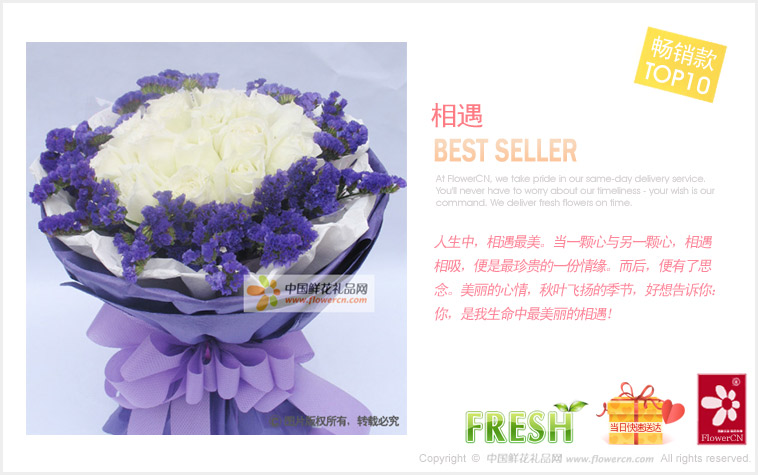 畅销款
TOP10
相遇
BEST SELLER
At FlowerCN, we take pride in our same-day delivery service.
You'll never have to worry about our timeliness - your wish is our
command. We deliver fresh flowers on time.
人生中，相遇最美。当一颗心与另一颗心，相遇
相吸，便是最珍贵的一份情缘。而后，便有了思
念。美丽的心情，秋叶飞扬的季节，好想告诉你：
你，是我生命中最美丽的相遇！
中国鲜花礼品网
www.flowercn.com
图片版权所有，转载必究
FRESH
当日快速送达
FlowerCN
Copyright © 中国鲜花礼品网 www.flowercn.com All rights reserved.